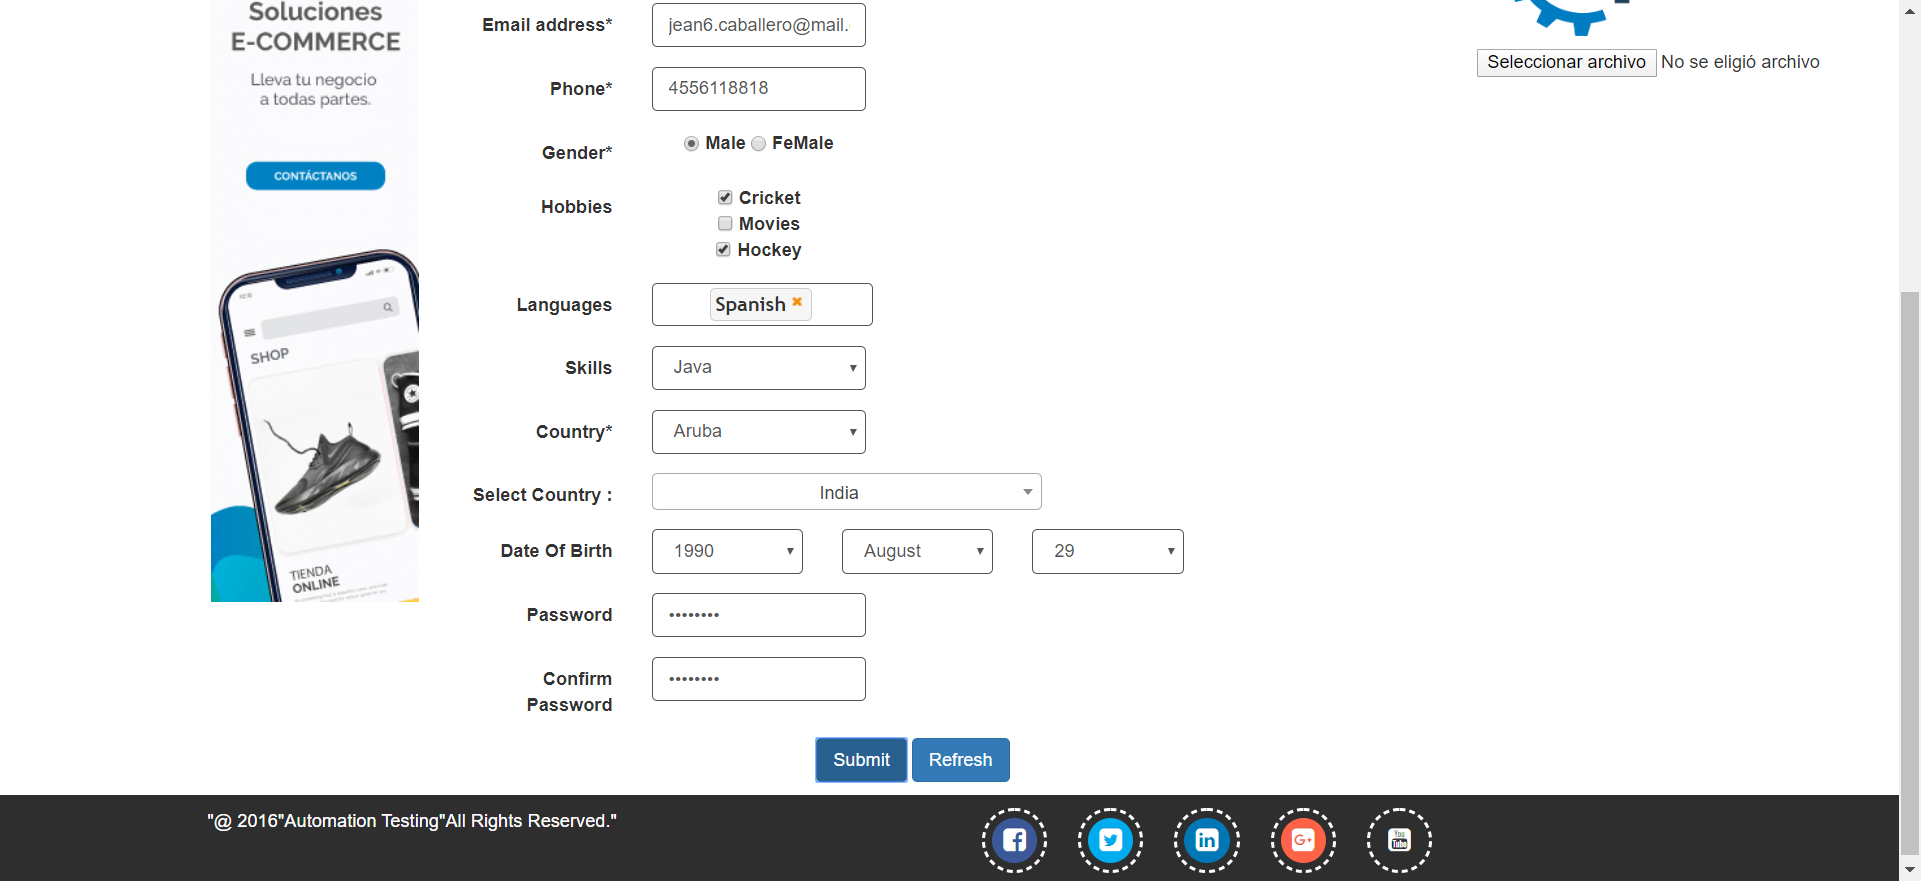 Soluciones
E-COMMERCE
Lleva tu negocio
a todas partes.
CONTÁCTANOS
SHOP
TIENDA
ONLINE
Email address*
jean6.caballero@mail.
Phone*
4556118818
Gender*
Male FeMale
Hobbies
Cricket
Movies
Hockey
Languages
Spanish
Skills
Java
Country*
Aruba
Select Country :
India
Date Of Birth
1990 August 29
Password
••••••••
Confirm
Password
••••••••
Submit Refresh
Seleccionar archivo No se eligió archivo
"@ 2016"Automation Testing"All Rights Reserved."
f
in
G+
You
Tube